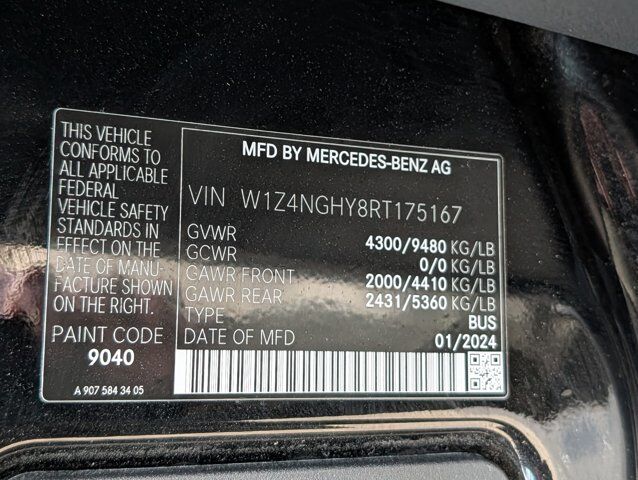 THIS VEHICLE
CONFORMS TO
ALL APPLICABLE
FEDERAL
VEHICLE SAFETY
STANDARDS IN
EFFECT ON THE
DATE OF MANU-
FACTURE SHOWN
ON THE RIGHT.
PAINT CODE
9040
A 907 584 34 05
MFD BY MERCEDES-BENZ AG
VIN W1Z4NGHY8RT175167
GVWR 4300/9480 KG/LB
GCWR 0/0 KG/LB
GAWR FRONT 2000/4410 KG/LB
GAWR REAR 2431/5360 KG/LB
TYPE BUS
DATE OF MFD 01/2024